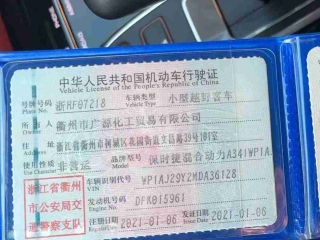 中华人民共和国机动车行驶证
Vehicle License of the People's Republic of China
号牌号码 浙HF07218 车辆类型 小型越野客车
Plate No. Vehicle Type
所有人 衢州市广源化工贸易有限公司
Owner
住址 浙江省衢州市柯城区花园街道文昌路39号101室
Address
使用性质 非营运 品牌型号 保时捷混合动力A341WP1A
Use Character Model
浙江省衢州市公安局交通警察支队
车辆识别代号 WP1AJ29Y2MDA36128
VIN
发动机号码 DFK015961
Engine No.
注册日期 2021-01-06 发证日期 2021-01-06
Register Date Issue Date